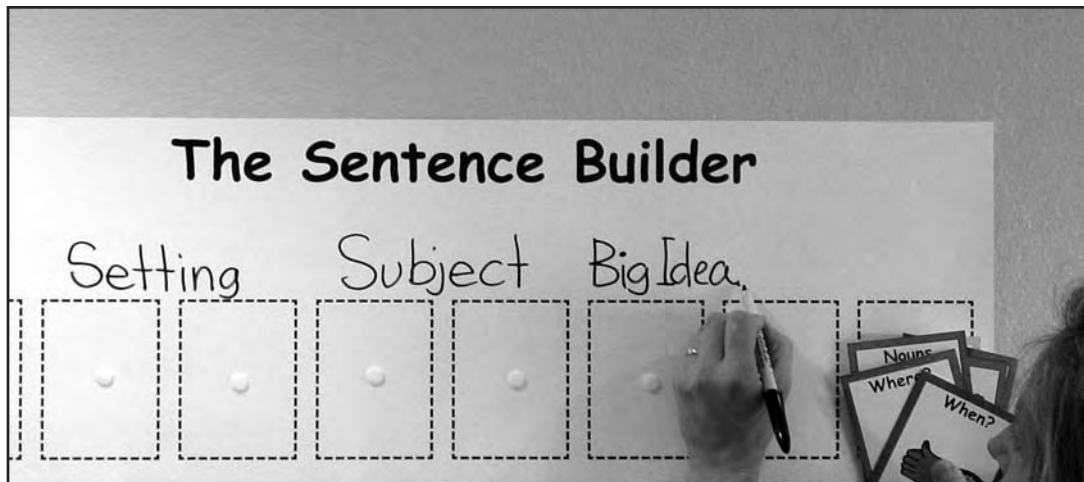 The Sentence Builder
Setting Subject Big Idea.
Nouns
Where?
When?